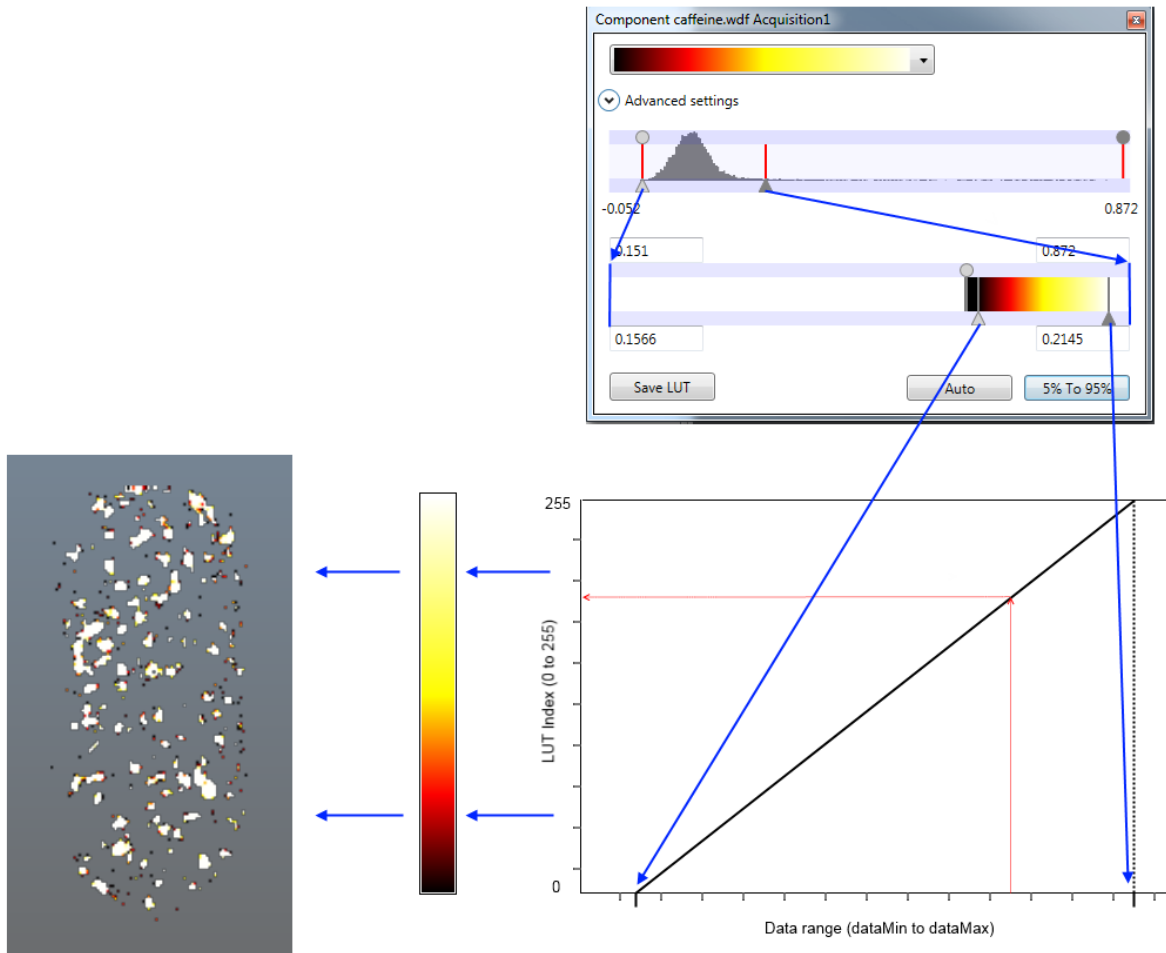 Component caffeine.wdf Acquisition1
Advanced settings
-0.052 0.872
0.151 0.872
0.1566 0.2145
Save LUT Auto 5% To 95%
255
LUT Index (0 to 255)
0
Data range (dataMin to dataMax)